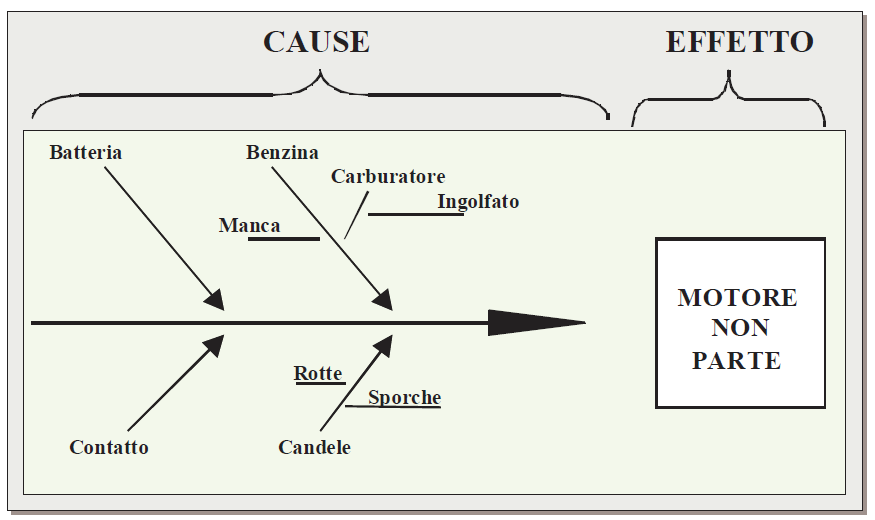 CAUSE
EFFETTO
Batteria
Benzina
Carburatore
Ingolfato
Manca
MOTORE
NON
PARTE
Rotte
Sporche
Contatto
Candele